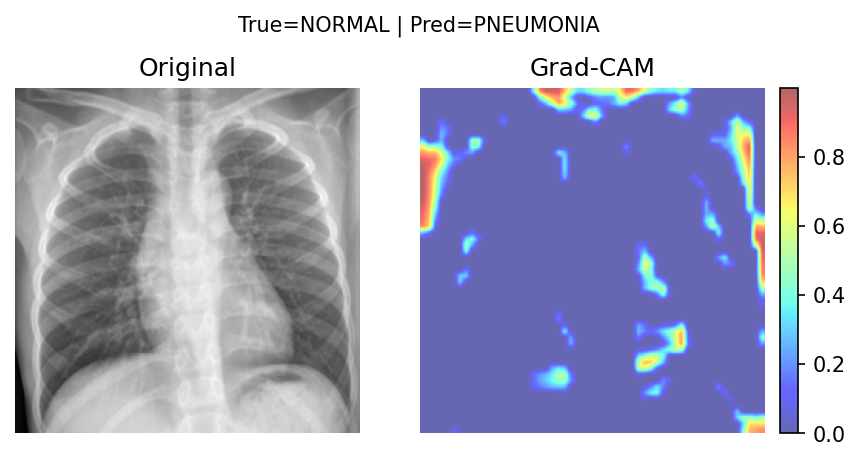 True=NORMAL | Pred=PNEUMONIA
Original
Grad-CAM
0.8
0.6
0.4
0.2
0.0